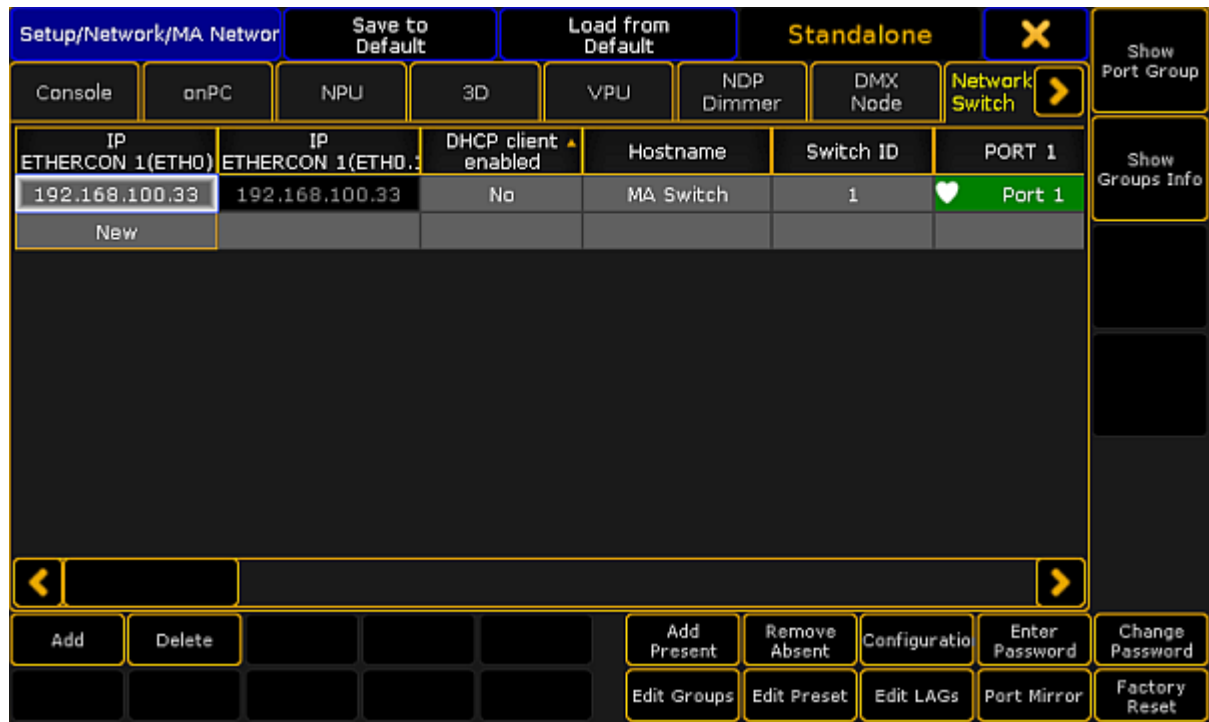 Setup/Network/MA Networ
Save to
Default
Load from
Default
Standalone
Show
Port Group
Console
onPC
NPU
3D
VPU
NDP
Dimmer
DMX
Node
Network
Switch
IP
ETHERCON 1(ETH0)
IP
ETHERCON 1(ETH0.1
DHCP client
enabled
Hostname
Switch ID
PORT 1
Show
Groups Info
192.168.100.33
192.168.100.33
No
MA Switch
1
Port 1
New
Add
Delete
Add
Present
Remove
Absent
Configuratio
Enter
Password
Change
Password
Edit Groups
Edit Preset
Edit LAGs
Port Mirror
Factory
Reset